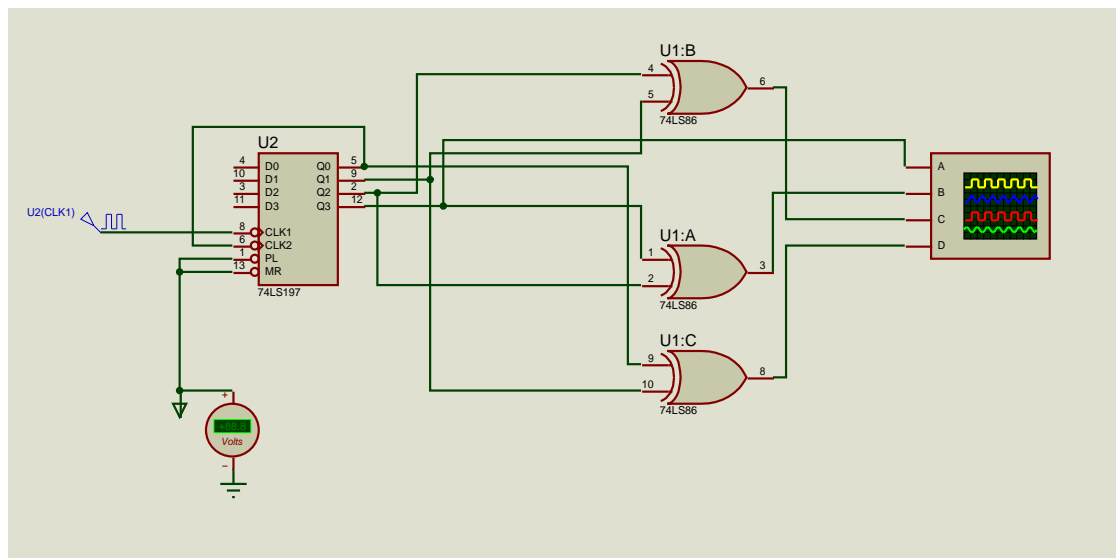 U1:B
4
5
6
74LS86
U2
4 D0 Q0 5
10 D1 Q1 9
3 D2 Q2 2
11 D3 Q3 12
8 CLK1
6 CLK2
1 PL
13 MR
74LS197
U2(CLK1)
A
B
C
D
U1:A
1
2
3
74LS86
U1:C
9
10
8
74LS86
+
+88.8
Volts